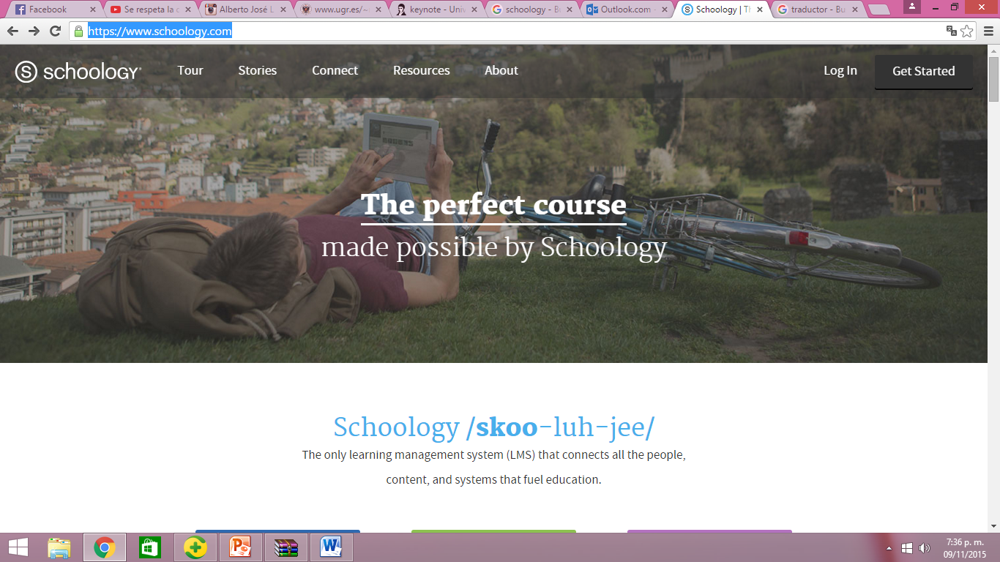 Facebook
Se respeta la c
Alberto José L
www.ugr.es/~
keynote - Univ
schoology - Bu
Outlook.com -
Schoology | Th
traductor - Bu
https://www.schoology.com
schoology
Tour Stories Connect Resources About Log In Get Started
The perfect course
made possible by Schoology
Schoology /skoo-luh-jee/
The only learning management system (LMS) that connects all the people,
content, and systems that fuel education.
7:36 p. m.
09/11/2015